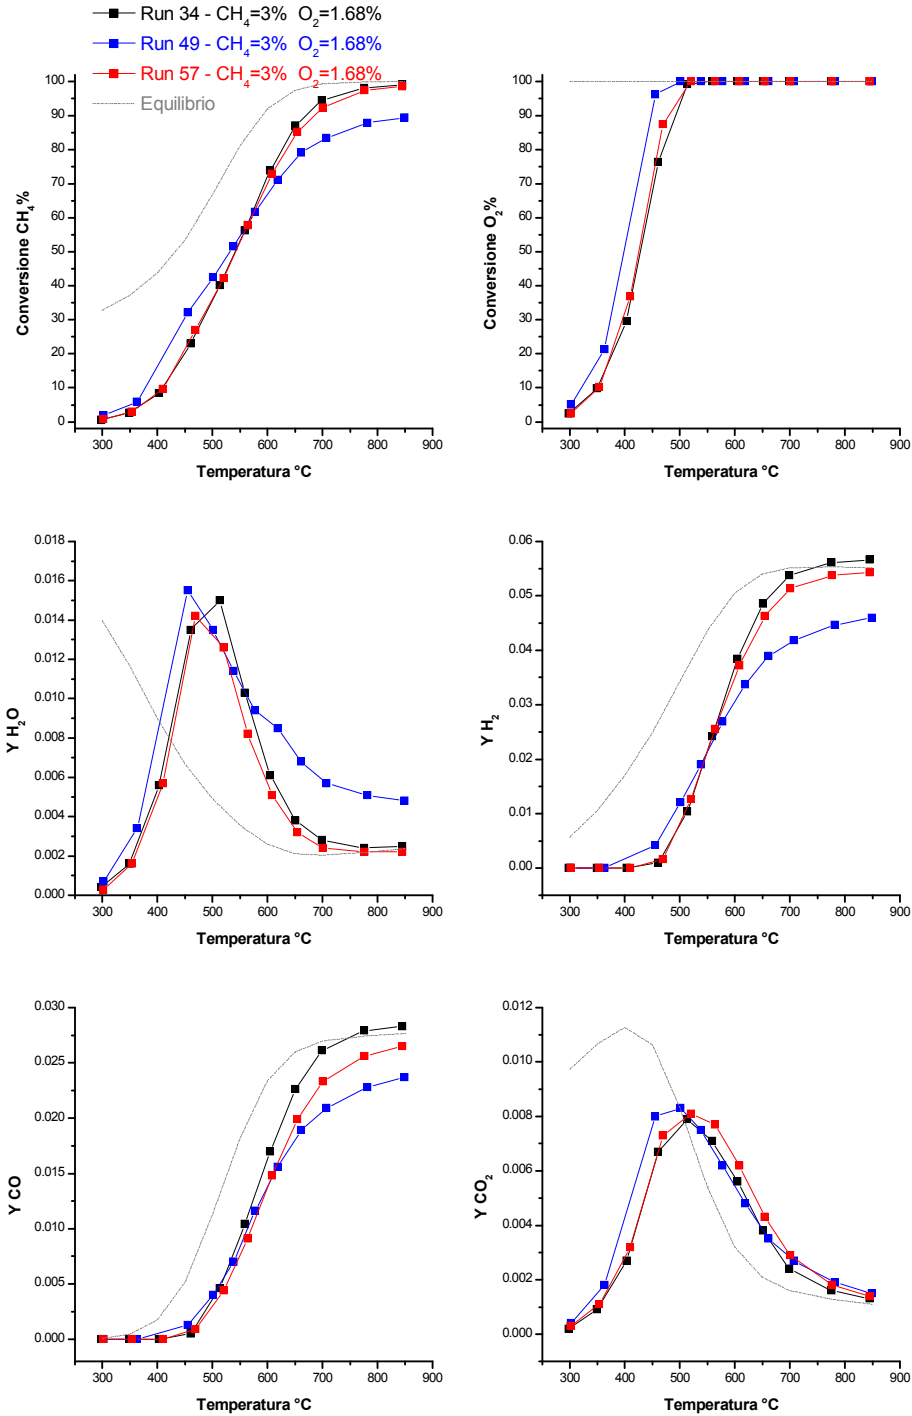 Run 34 - CH₄=3%  O₂=1.68%
Run 49 - CH₄=3%  O₂=1.68%
Run 57 - CH₄=3%  O₂=1.68%
Equilibrio
100
90
80
70
60
50
40
30
20
10
0
Conversione CH₄%
300 400 500 600 700 800 900
Temperatura °C
100
90
80
70
60
50
40
30
20
10
0
Conversione O₂%
300 400 500 600 700 800 900
Temperatura °C
0.018
0.016
0.014
0.012
0.010
0.008
0.006
0.004
0.002
0.000
Y H₂O
300 400 500 600 700 800 900
Temperatura °C
0.06
0.05
0.04
0.03
0.02
0.01
0.00
Y H₂
300 400 500 600 700 800 900
Temperatura °C
0.030
0.025
0.020
0.015
0.010
0.005
0.000
Y CO
300 400 500 600 700 800 900
Temperatura °C
0.012
0.010
0.008
0.006
0.004
0.002
0.000
Y CO₂
300 400 500 600 700 800 900
Temperatura °C